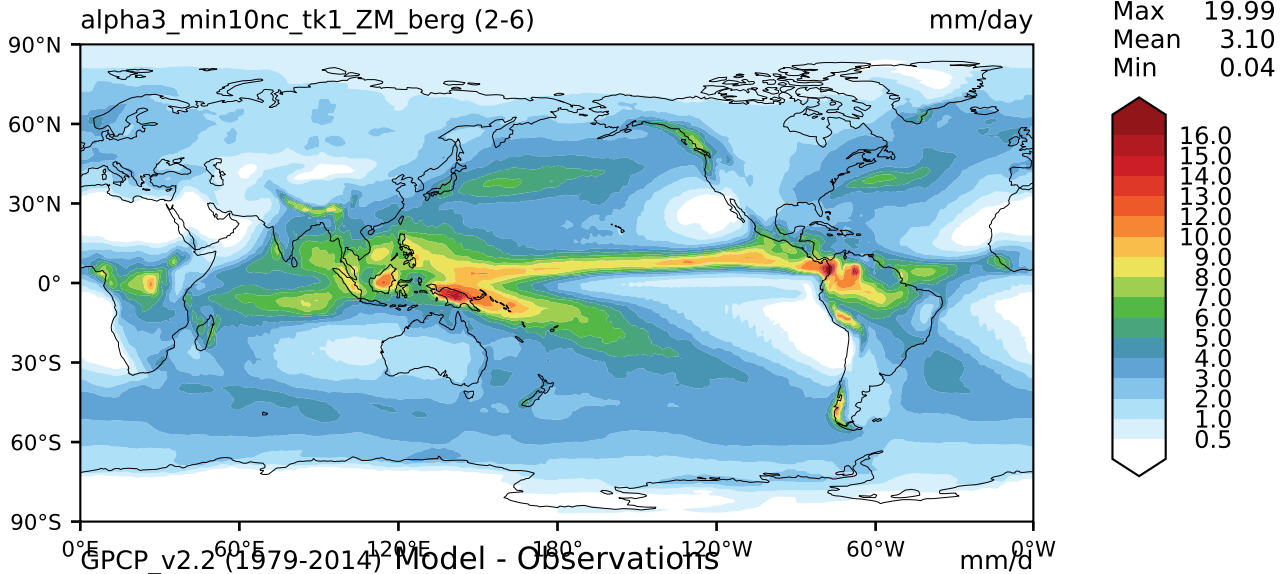 alpha3_min10nc_tk1_ZM_berg (2-6) mm/day
Max 19.99
Mean 3.10
Min 0.04
90°N
60°N
30°N
0°
30°S
60°S
90°S
0°E 60°E 120°E 180° 120°W 60°W 0°W
GPCP_v2.2 (1979-2014) Model - Observations mm/d
16.0
15.0
14.0
13.0
12.0
10.0
9.0
8.0
7.0
6.0
5.0
4.0
3.0
2.0
1.0
0.5